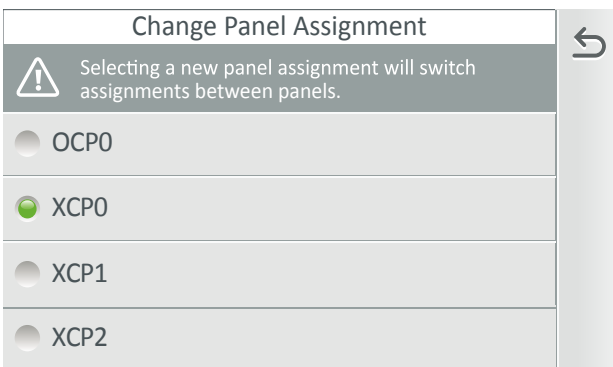 Change Panel Assignment
Selecting a new panel assignment will switch
assignments between panels.
OCP0
XCP0
XCP1
XCP2